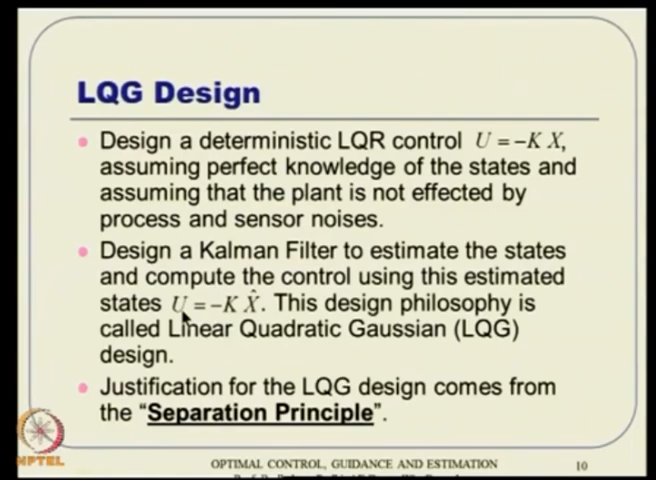 LQG Design
Design a deterministic LQR control U = −K X,
assuming perfect knowledge of the states and
assuming that the plant is not effected by
process and sensor noises.
Design a Kalman Filter to estimate the states
and compute the control using this estimated
states U = −K X̂. This design philosophy is
called Linear Quadratic Gaussian (LQG)
design.
Justification for the LQG design comes from
the “Separation Principle”.
NPTEL
OPTIMAL CONTROL, GUIDANCE AND ESTIMATION
10